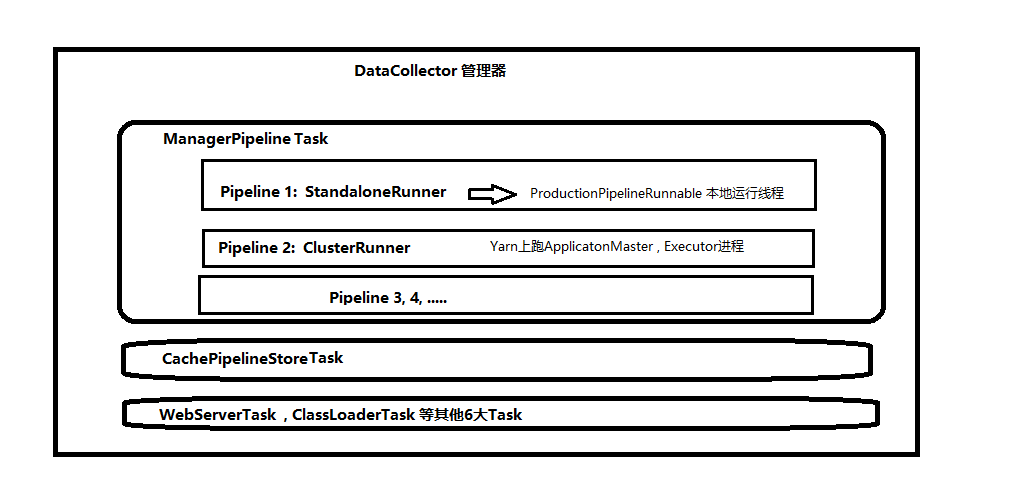 DataCollector 管理器
ManagerPipeline Task
Pipeline 1: StandaloneRunner ProductionPipelineRunnable 本地运行线程
Pipeline 2: ClusterRunner Yarn上跑ApplicatonMaster , Executor进程
Pipeline 3, 4, .....
CachePipelineStoreTask
WebServerTask , ClassLoaderTask 等其他6大Task